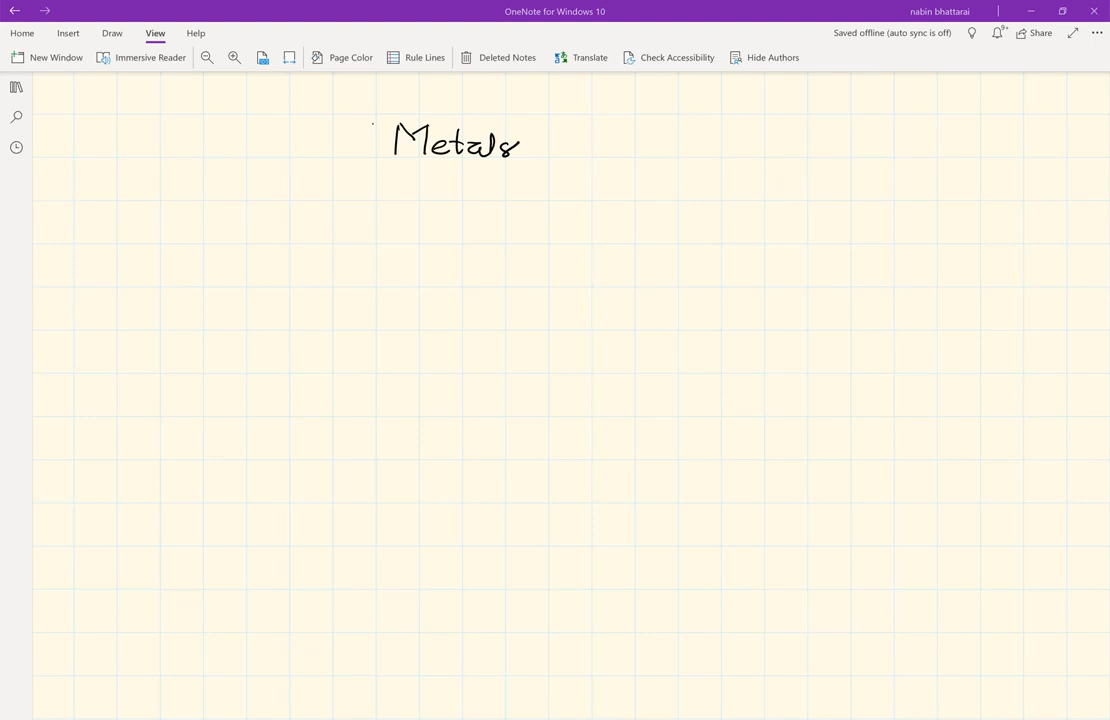 OneNote for Windows 10
nabin bhattarai
Home Insert Draw View Help
Saved offline (auto sync is off) 9+ Share
New Window Immersive Reader Page Color Rule Lines Deleted Notes Translate Check Accessibility Hide Authors
Metals